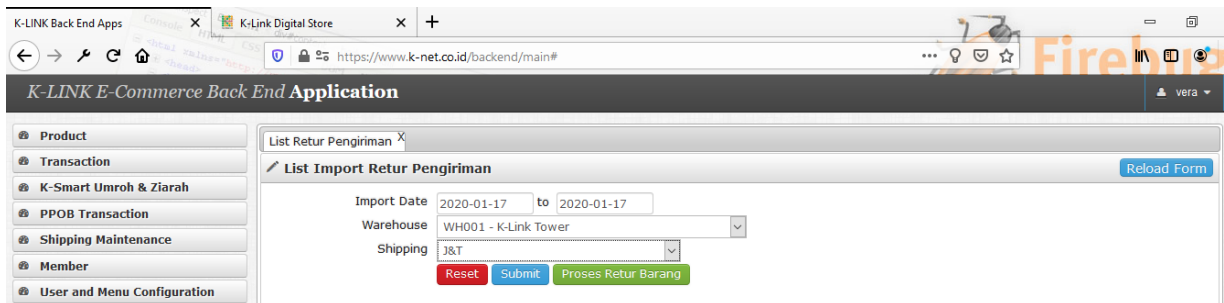 K-LINK Back End Apps X K-Link Digital Store × +
https://www.k-net.co.id/backend/main#
Firebug
K-LINK E-Commerce Back End Application vera
Product
Transaction
K-Smart Umroh & Ziarah
PPOB Transaction
Shipping Maintenance
Member
User and Menu Configuration
List Retur Pengiriman X
List Import Retur Pengiriman Reload Form
Import Date 2020-01-17 to 2020-01-17
Warehouse WH001 - K-Link Tower
Shipping J&T
Reset Submit Proses Retur Barang